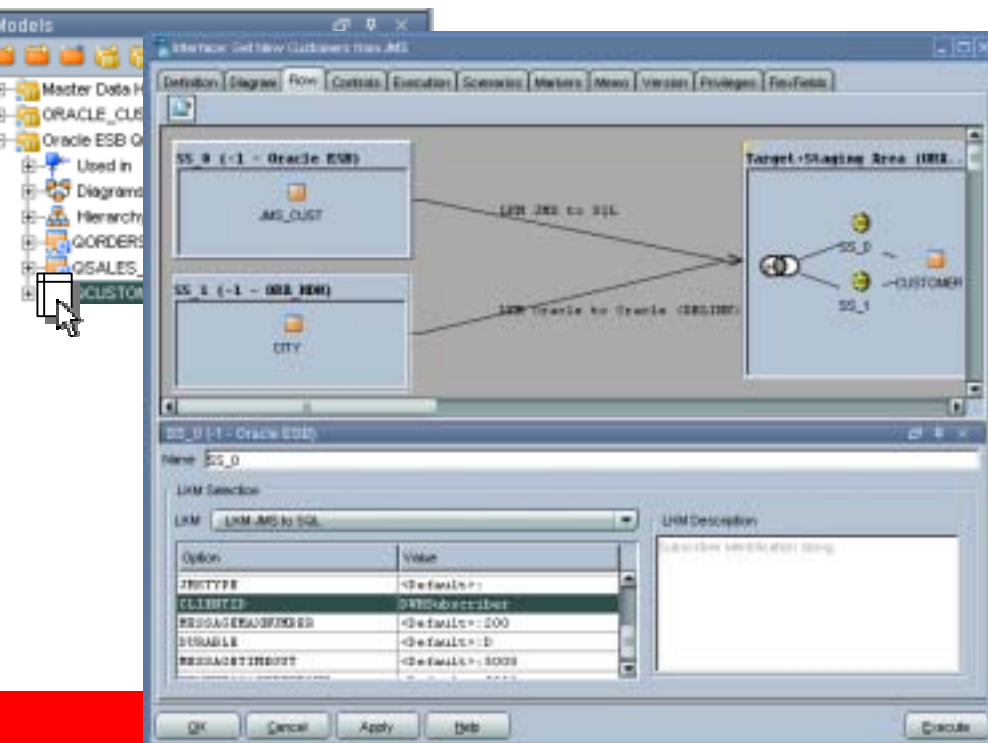 Models
Master Data H
ORACLE_CUS
Oracle ESB Q
Used in
Diagrams
Hierarchy
QORDERS
QSALES_
QCUSTOM
Interface: Get New Customers from JMS
Definition Diagram Flow Controls Execution Scenarios Markers Memo Version Privileges FlexFields
SS_0 (-1 - Oracle ESB)
JMS_CUST
LKM JMS to SQL
Target+Staging Area (ORA..
SS_0
CUSTOMER
SS_1
SS_1 (-1 - ORA_MDM)
CITY
LKM Oracle to Oracle (DBLINK)
SS_0 (-1 - Oracle ESB)
Name SS_0
LKM Selection
LKM LKM JMS to SQL
LKM Description
Subscriber identification string.
Option Value
JMSTYPE <Default>:
CLIENTID DWHSubscriber
MESSAGEMAXNUMBER <Default>:200
DURABLE <Default>:0
MESSAGETIMEOUT <Default>:5000
OK Cancel Apply Help Execute